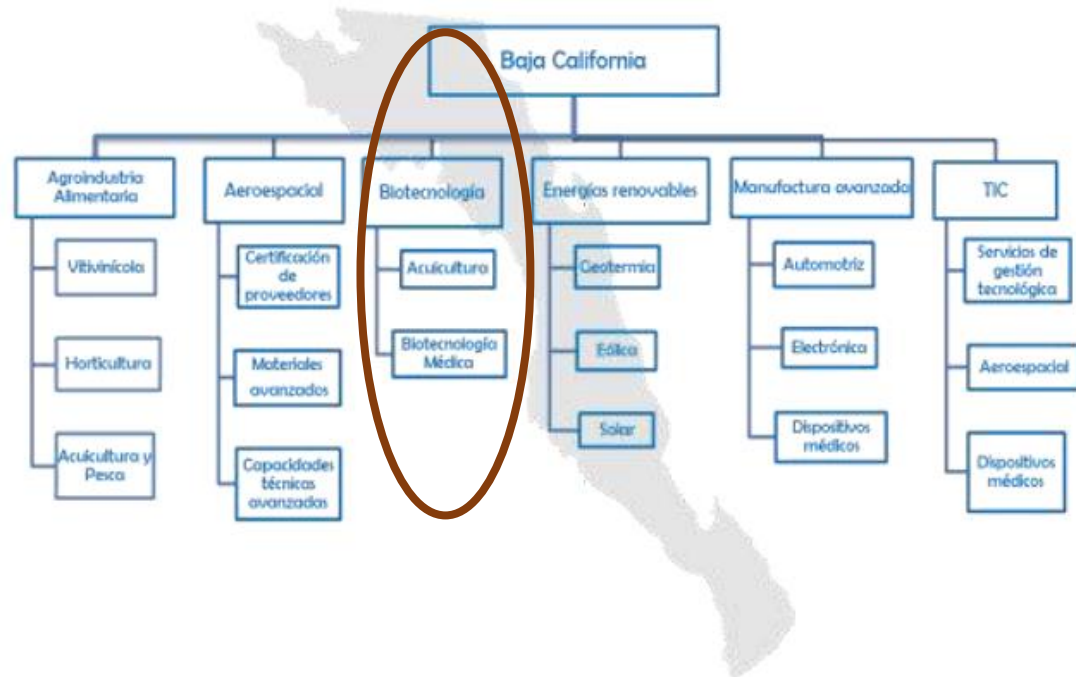 Baja California
Agroindustria
Alimentaria
Aeroespacial
Biotecnología
Energías renovables
Manufactura avanzada
TIC
Vitivinícola
Horticultura
Acuicultura y
Pesca
Certificación
de
proveedores
Materiales
avanzados
Capacidades
técnicas
avanzadas
Acuicultura
Biotecnología
Médica
Geotermia
Eólica
Solar
Automotriz
Electrónica
Dispositivos
médicos
Servicios de
gestión
tecnológica
Aeroespacial
Dispositivos
médicos